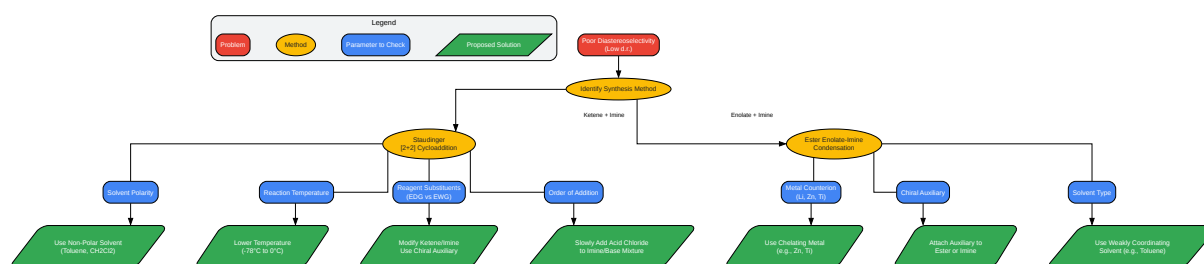 Legend
Problem
Method
Parameter to Check
Proposed Solution
Poor Diastereoselectivity
(Low d.r.)
Identify Synthesis Method
Ketene + Imine
Enolate + Imine
Staudinger
[2+2] Cycloaddition
Ester Enolate-Imine
Condensation
Solvent Polarity
Reaction Temperature
Reagent Substituents
(EDG vs EWG)
Order of Addition
Metal Counterion
(Li, Zn, Ti)
Chiral Auxiliary
Solvent Type
Use Non-Polar Solvent
(Toluene, CH2Cl2)
Lower Temperature
(-78°C to 0°C)
Modify Ketene/Imine
Use Chiral Auxiliary
Slowly Add Acid Chloride
to Imine/Base Mixture
Use Chelating Metal
(e.g., Zn, Ti)
Attach Auxiliary to
Ester or Imine
Use Weakly Coordinating
Solvent (e.g., Toluene)